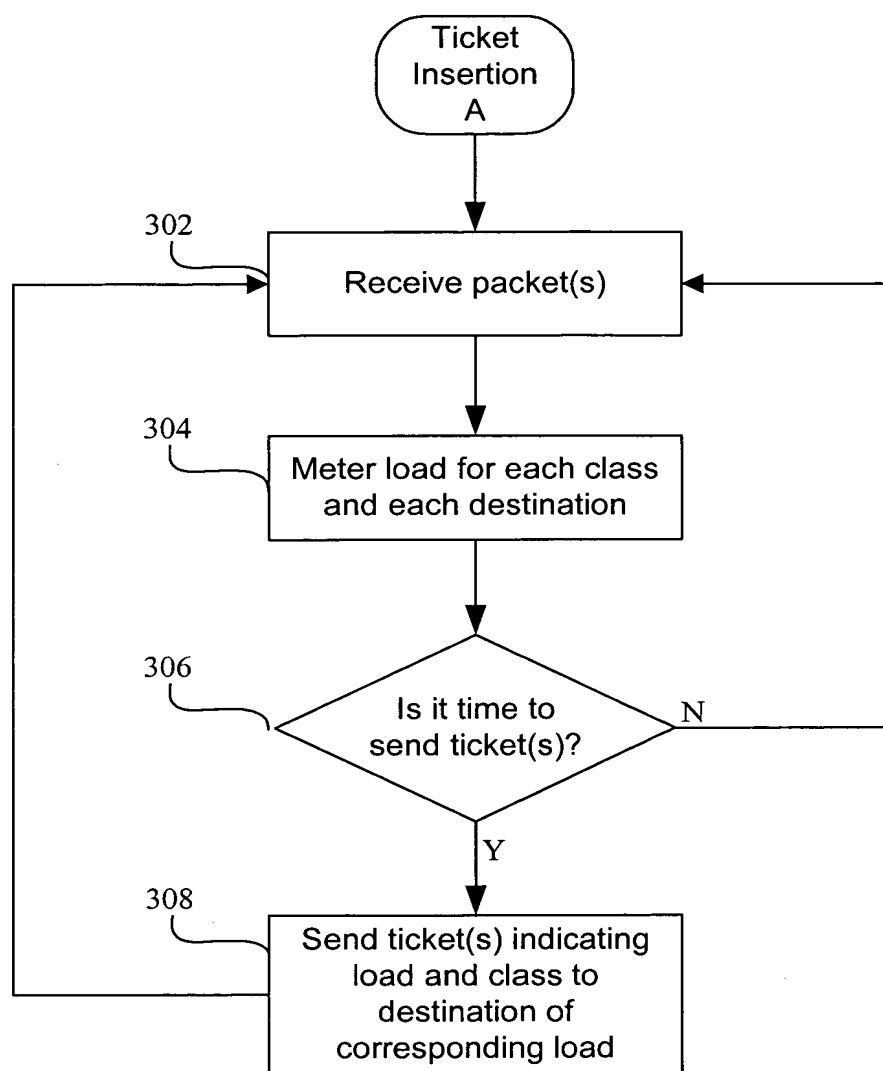 Ticket
Insertion
A
302
Receive packet(s)
304
Meter load for each class
and each destination
306
Is it time to
send ticket(s)?
N
Y
308
Send ticket(s) indicating
load and class to
destination of
corresponding load